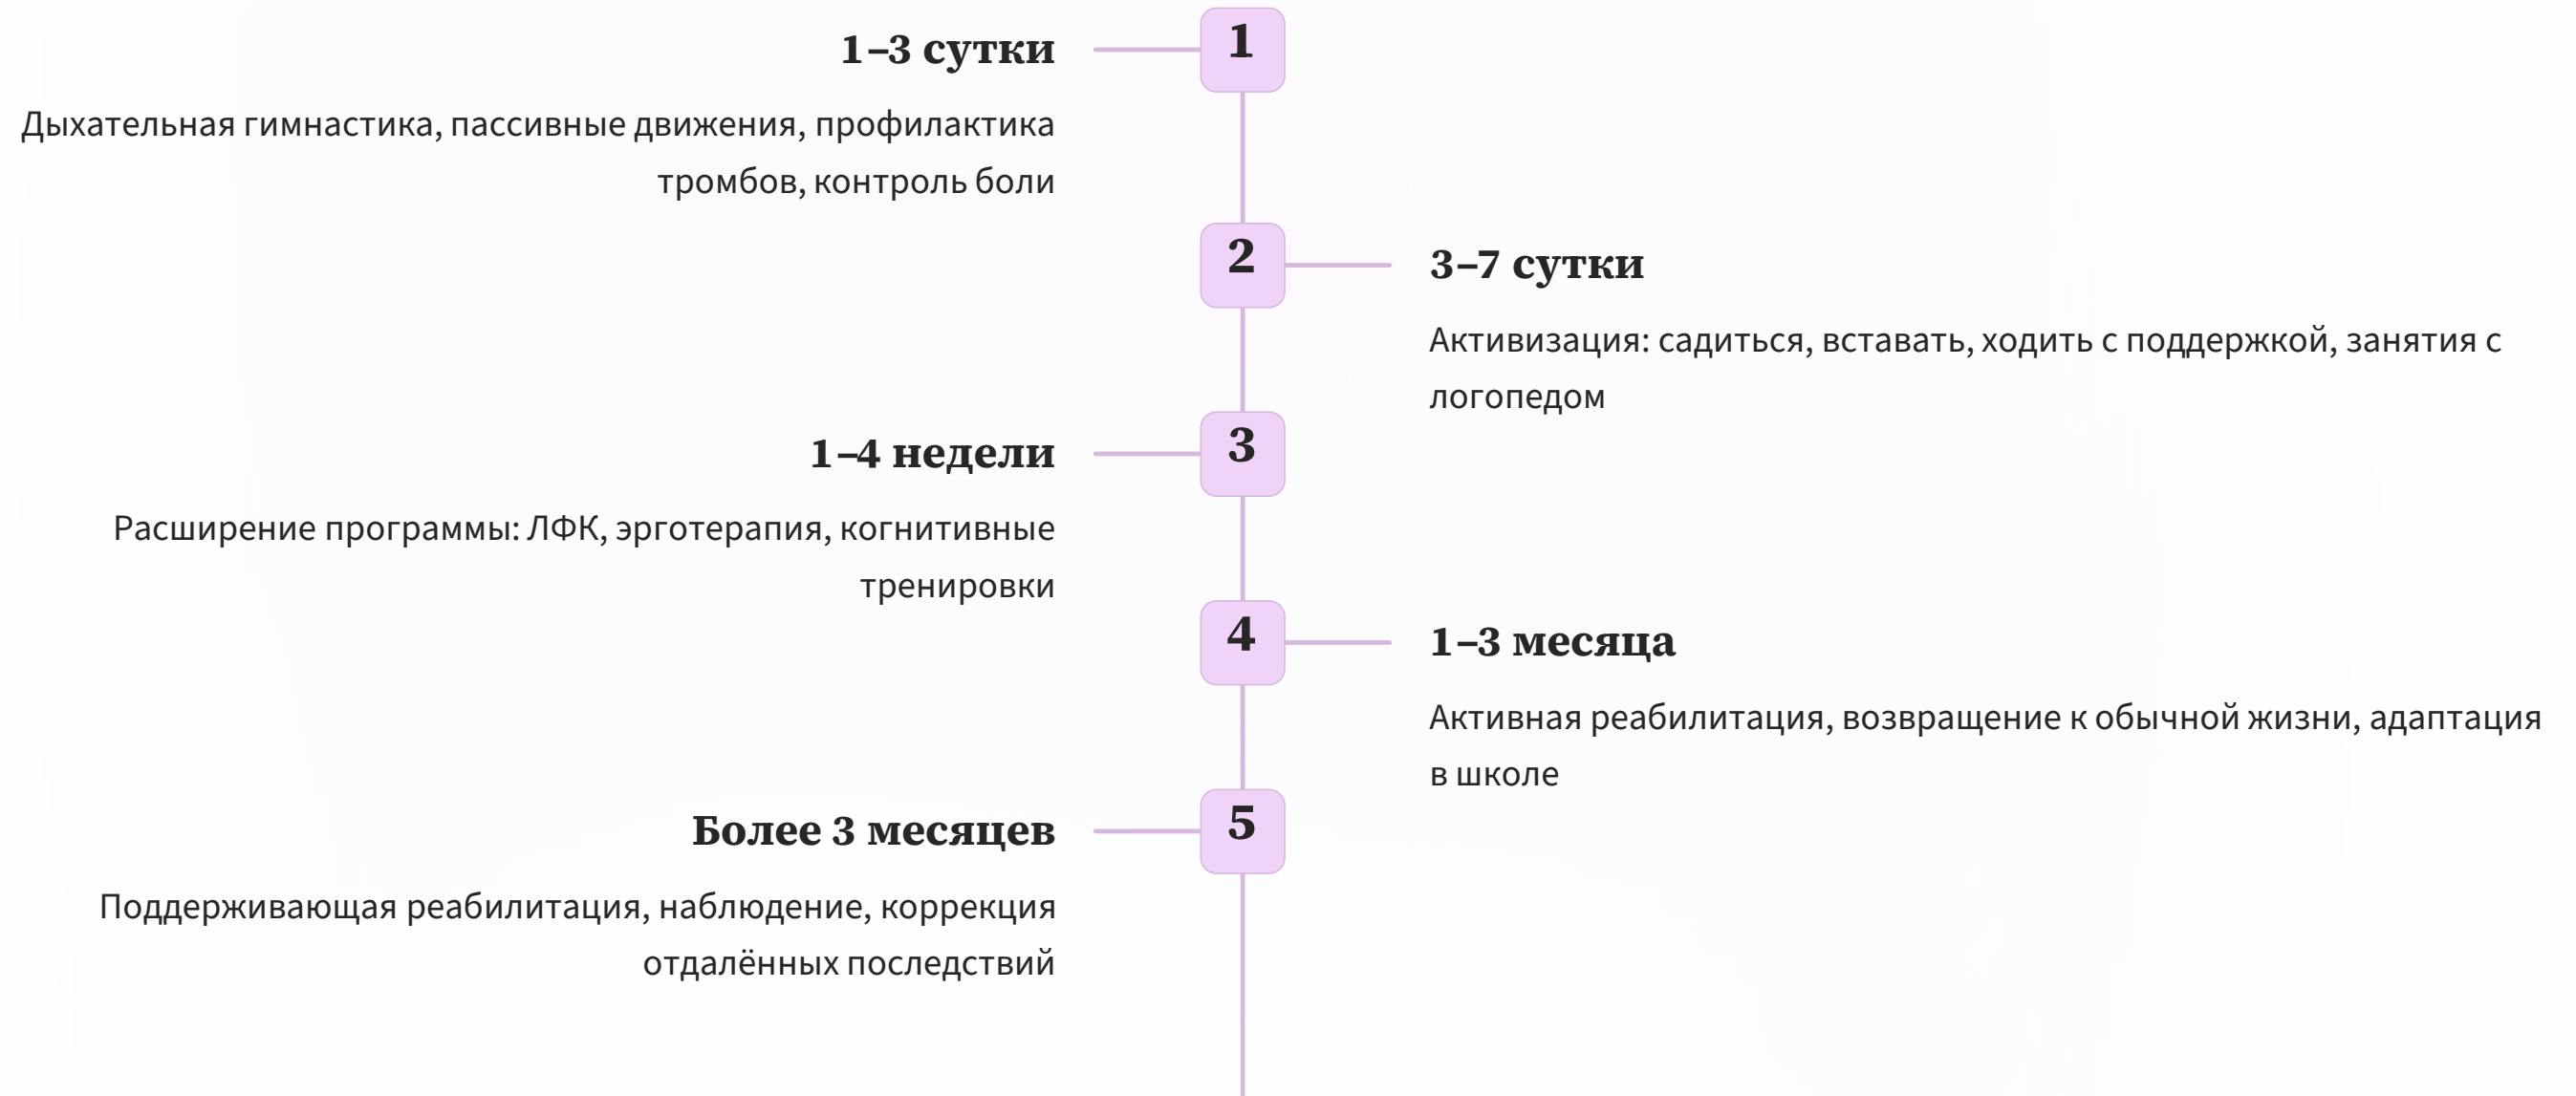 1
1–3 сутки
Дыхательная гимнастика, пассивные движения, профилактика
тромбов, контроль боли
2
3–7 сутки
Активизация: садиться, вставать, ходить с поддержкой, занятия с
логопедом
3
1–4 недели
Расширение программы: ЛФК, эрготерапия, когнитивные
тренировки
4
1–3 месяца
Активная реабилитация, возвращение к обычной жизни, адаптация
в школе
5
Более 3 месяцев
Поддерживающая реабилитация, наблюдение, коррекция
отдалённых последствий